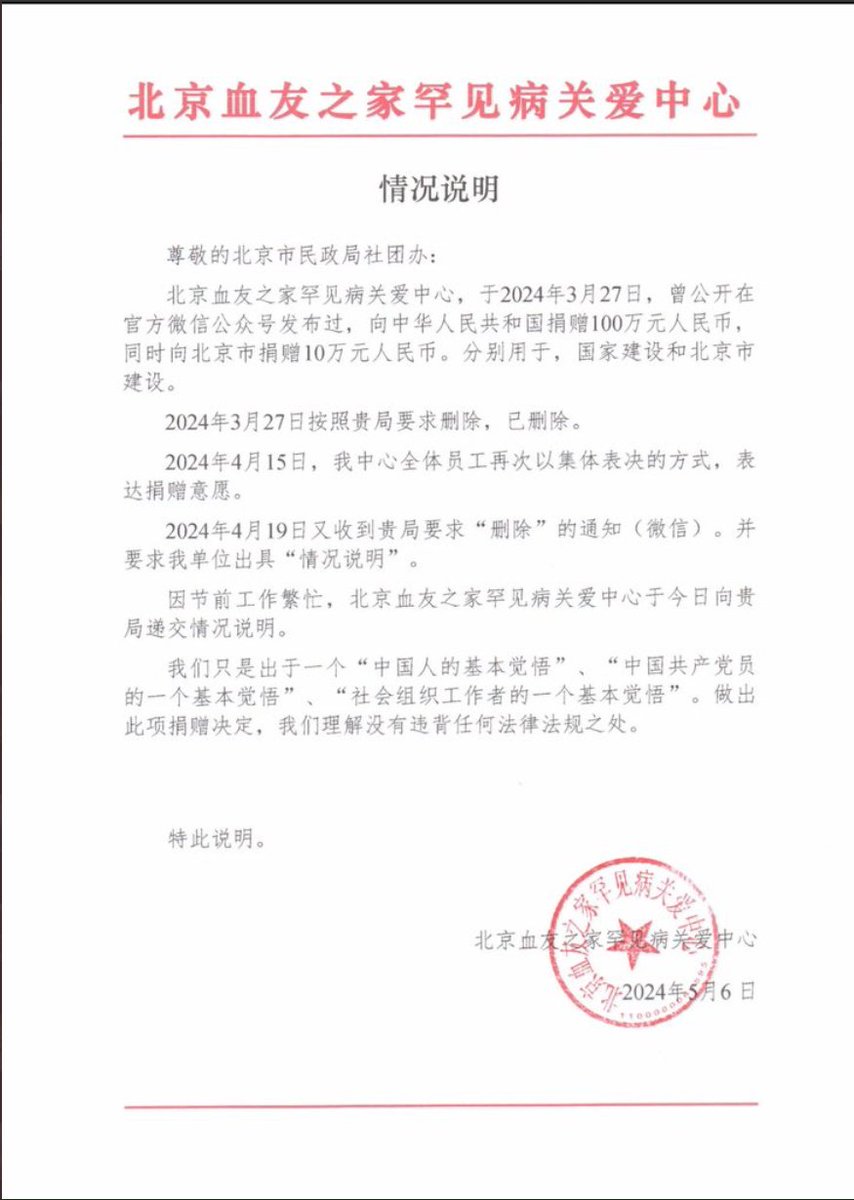 北京血友之家罕见病关爱中心
情况说明
尊敬的北京市民政局社团办：
北京血友之家罕见病关爱中心，于2024年3月27日，曾公开在
官方微信公众号发布过，向中华人民共和国捐赠100万元人民币，
同时向北京市捐赠10万元人民币。分别用于，国家建设和北京市
建设。
2024年3月27日按照贵局要求删除，已删除。
2024年4月15日，我中心全体员工再次以集体表决的方式，表
达捐赠意愿。
2024年4月19日又收到贵局要求“删除”的通知（微信）。并
要求我单位出具“情况说明”。
因节前工作繁忙，北京血友之家罕见病关爱中心于今日向贵
局递交情况说明。
我们只是出于一个“中国人的基本觉悟”、“中国共产党员
的一个基本觉悟”、“社会组织工作者的一个基本觉悟”。做出
此项捐赠决定，我们理解没有违背任何法律法规之处。
特此说明。
北京血友之家罕见病关爱中心
2024年5月6日
北京血友之家罕见病关爱中心